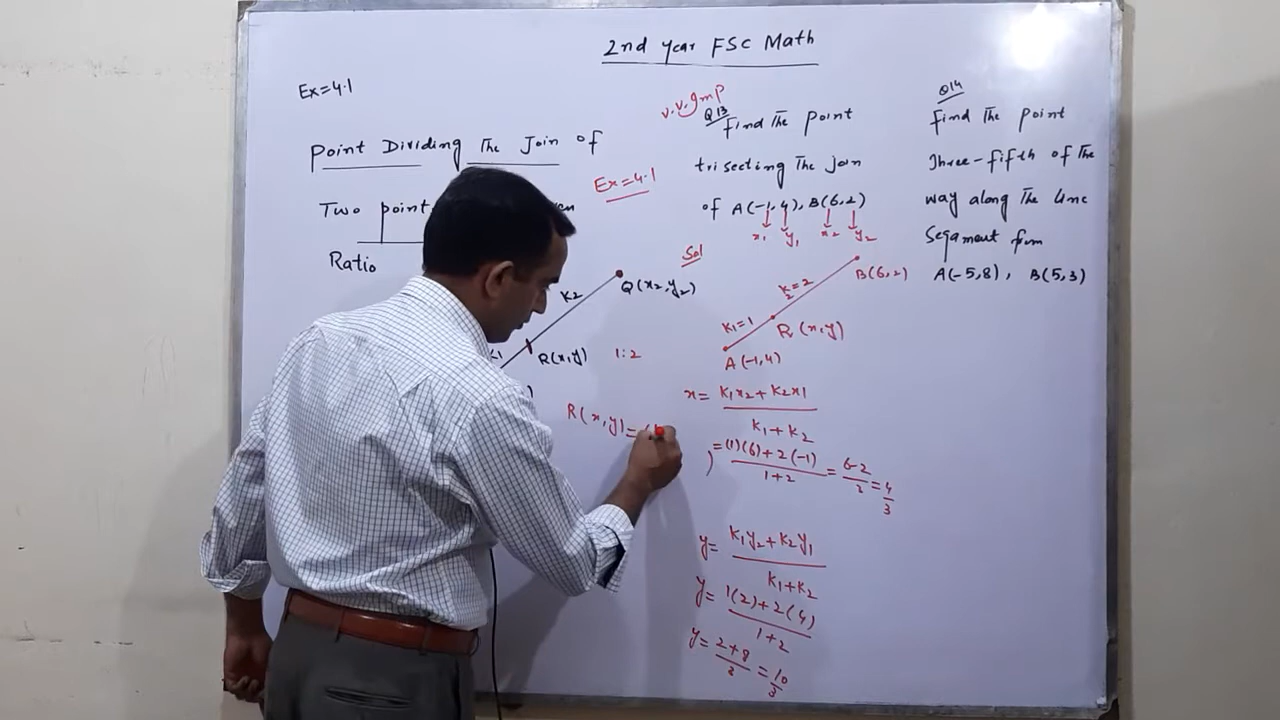 2nd year FSC Math
Ex=4.1
Point Dividing The Join of
Two point
Ratio
K2
Q(x2,y2)
K1
R(x,y)
1:2
R(x,y)=
v.v.Imp
Ex=4.1
Q13
find The point
trisecting The join
of A(-1,4), B(6,2)
x1 y1 x2 y2
Sol
K1=1
K2=2
B(6,2)
R(x,y)
A(-1,4)
x= K1x2+K2x1
K1+K2
=(1)(6)+2(-1)
1+2
=6-2
3
=4
3
y= K1y2+K2y1
K1+K2
y= 1(2)+2(4)
1+2
y= 2+8
3
=10
3
Q14
find The point
Three-fifth of The
way along The line
Segament from
A(-5,8), B(5,3)